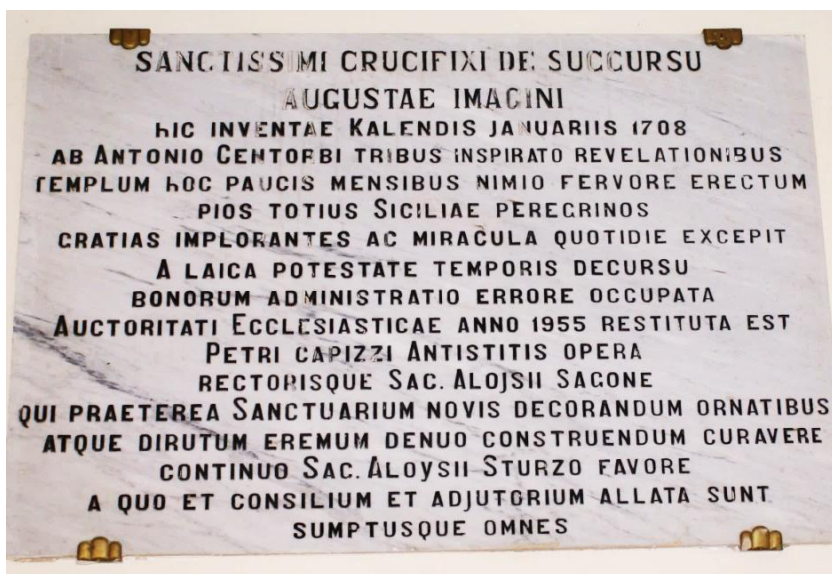 SANCTISSIMI CRUCIFIXI DE SUCCURSU
AUGUSTAE IMAGINI
hIC INVENTAE KALENDIS JANUARIIS 1708
AB ANTONIO CENTORBI TRIBUS INSPIRATO REVELATIONIBUS
TEMPLUM hOC PAUCIS MENSIBUS NIMIO FERVORE ERECTUM
PIOS TOTIUS SICILIAE PEREGRINOS
GRATIAS IMPLORANTES AC MIRACULA QUOTIDIE EXCEPIT
A LAICA POTESTATE TEMPORIS DECURSU
BONORUM ADMINISTRATIO ERRORE OCCUPATA
AUCTORITATI ECCLESIASTICAE ANNO 1955 RESTITUTA EST
PETRI CAPIZZI ANTISTITIS OPERA
RECTORISQUE SAC. ALOJSII SAGONE
QUI PRAETEREA SANCTUARIUM NOVIS DECORANDUM ORNATIBUS
ATQUE DIRUTUM EREMUM DENUO CONSTRUENDUM CURAVERE
CONTINUO SAC. ALOYSII STURZO FAVORE
A QUO ET CONSILIUM ET ADJUTORIUM ALLATA SUNT
SUMPTUSQUE OMNES